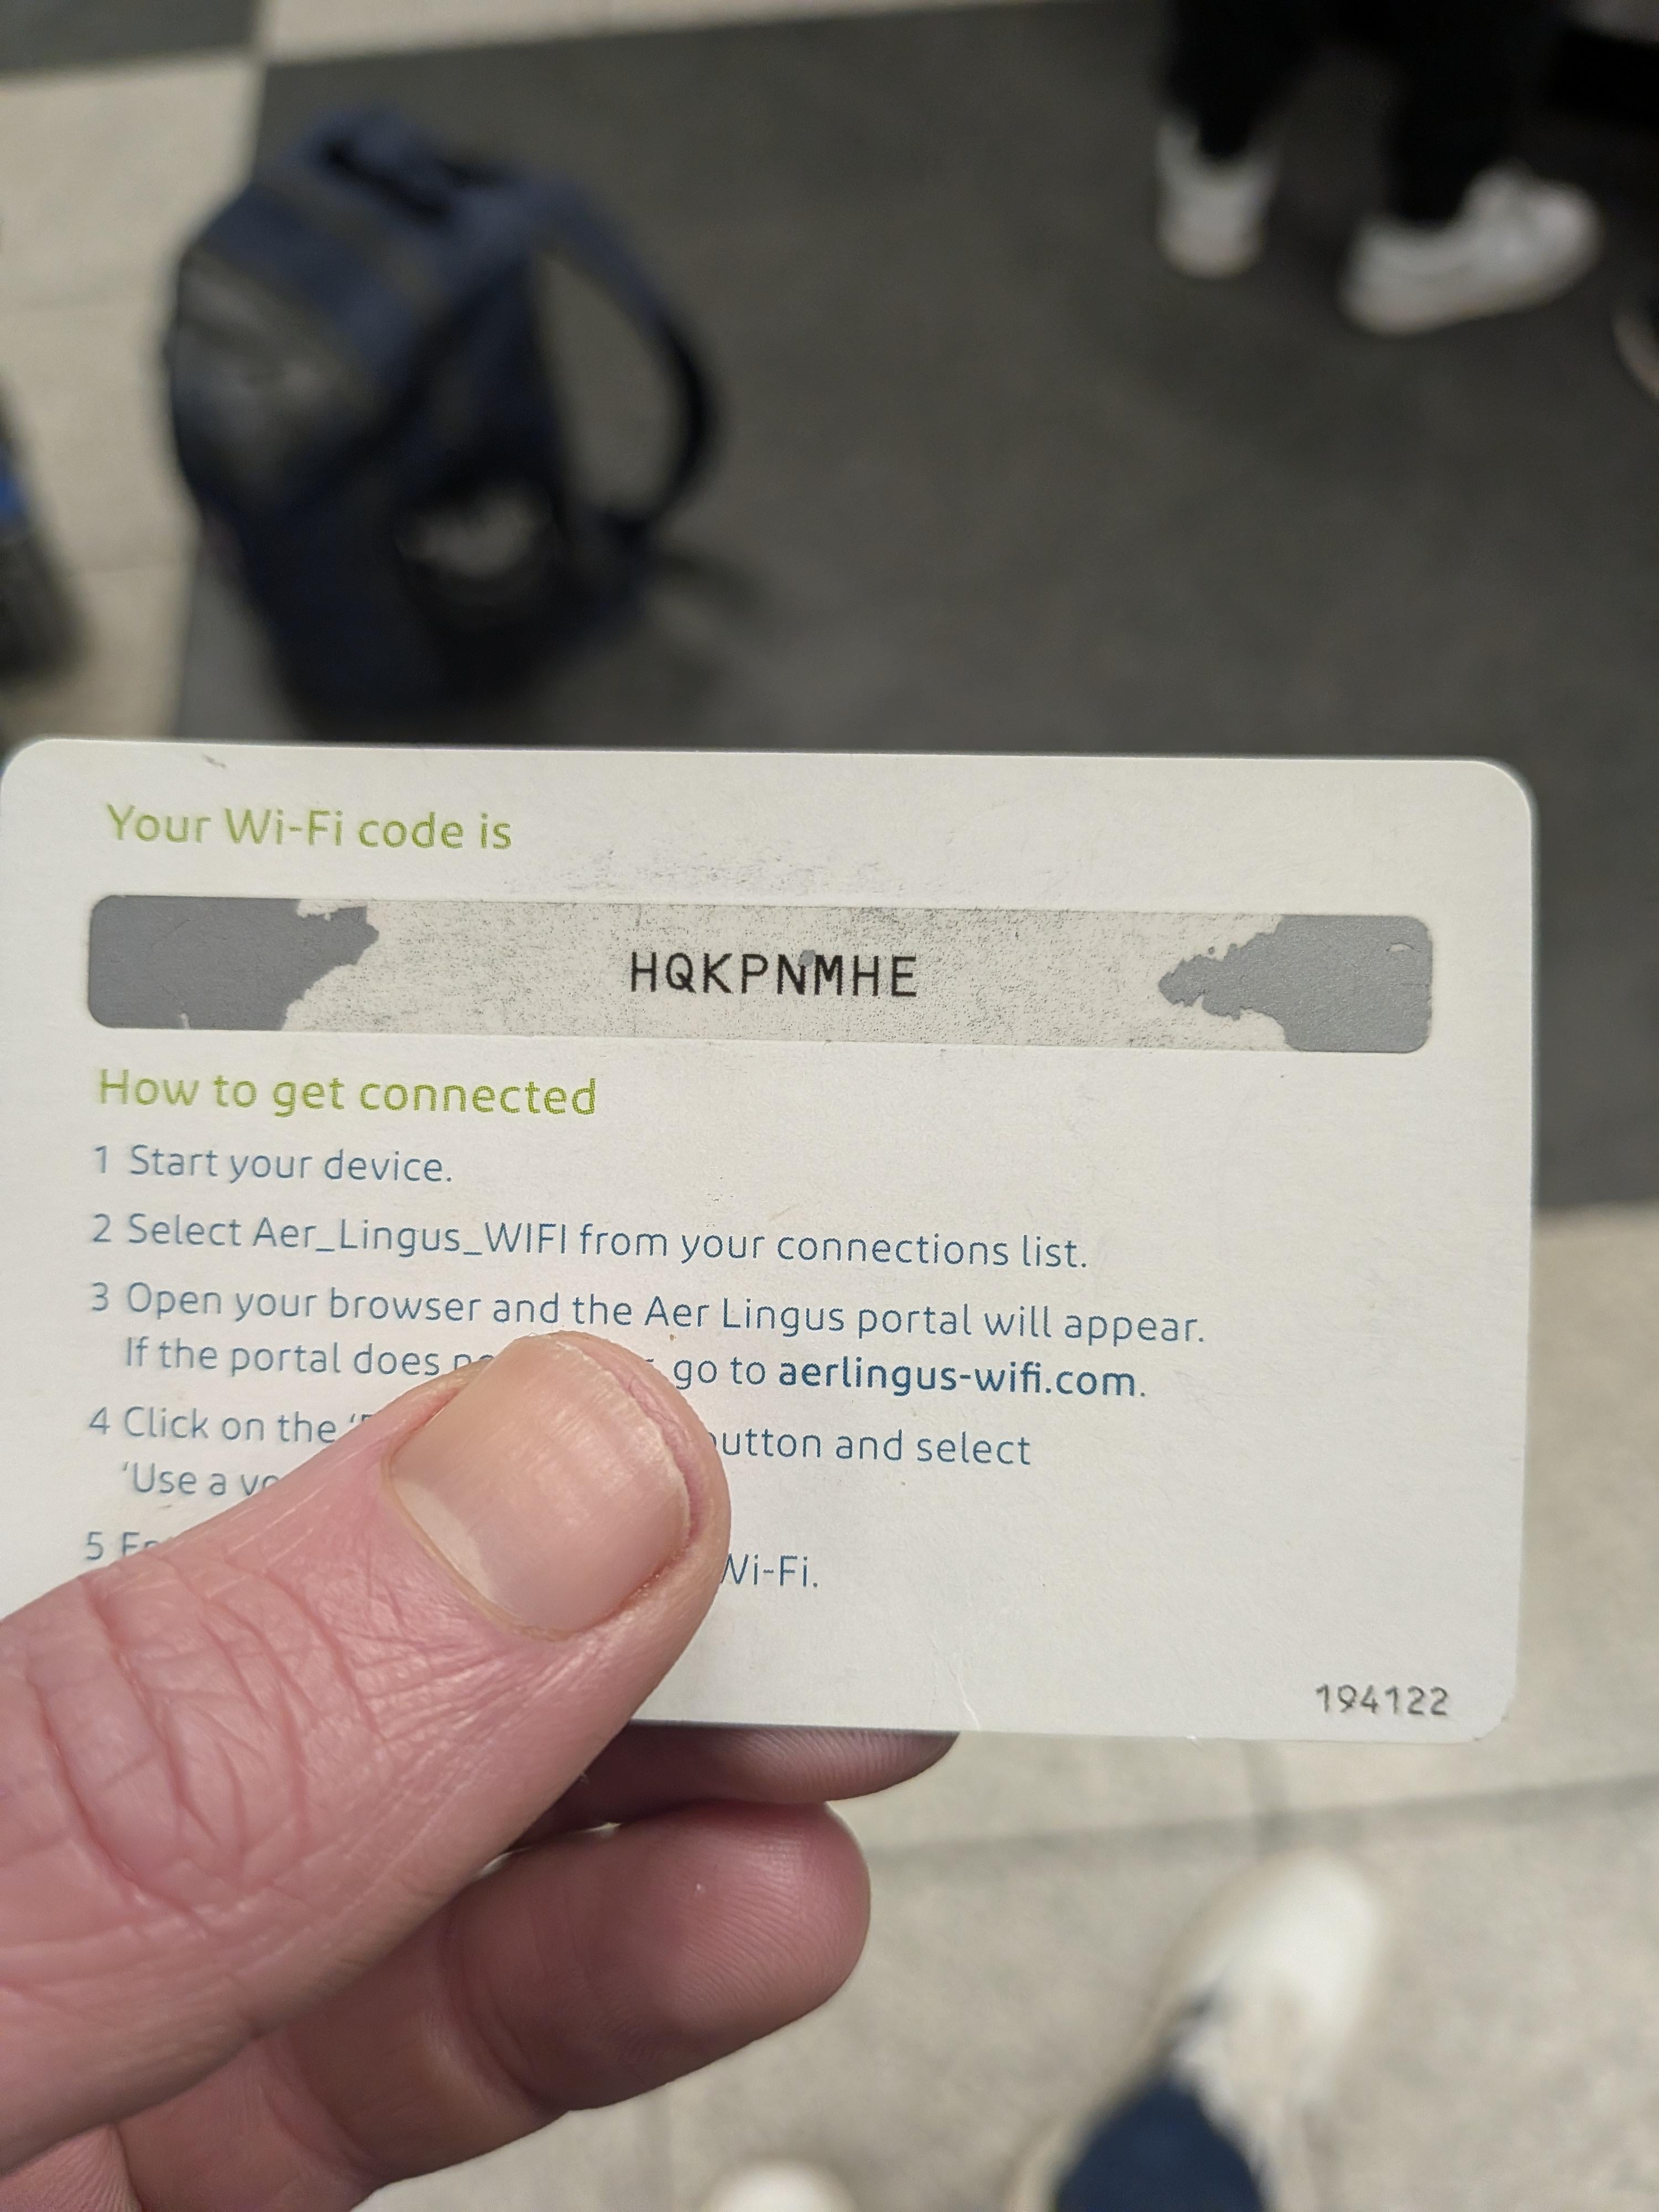 Your Wi-Fi code is
HQKPNMHE
How to get connected
1 Start your device.
2 Select Aer_Lingus_WIFI from your connections list.
3 Open your browser and the Aer Lingus portal will appear.
If the portal does go to aerlingus-wifi.com.
4 Click on the and select
'Use a
5 Wi-Fi.
194122